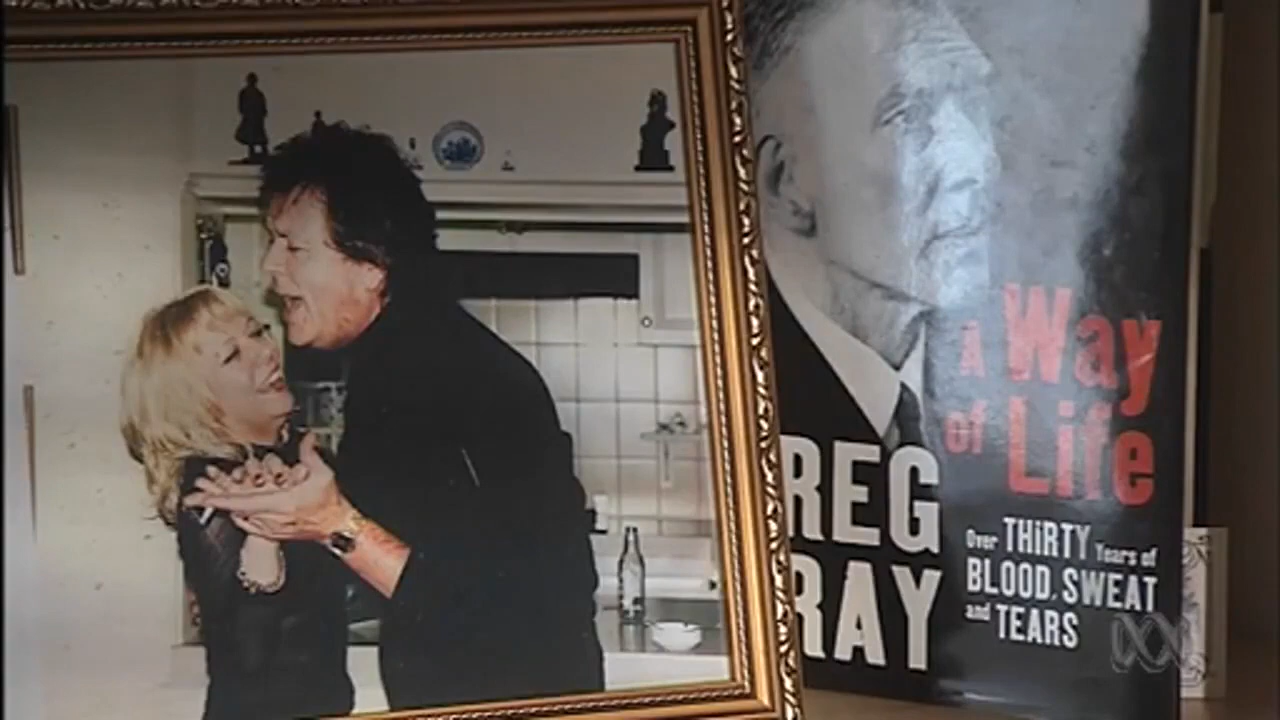 A Way
of Life
REG
RAY
Over THIRTY Years of
BLOOD, SWEAT
and TEARS